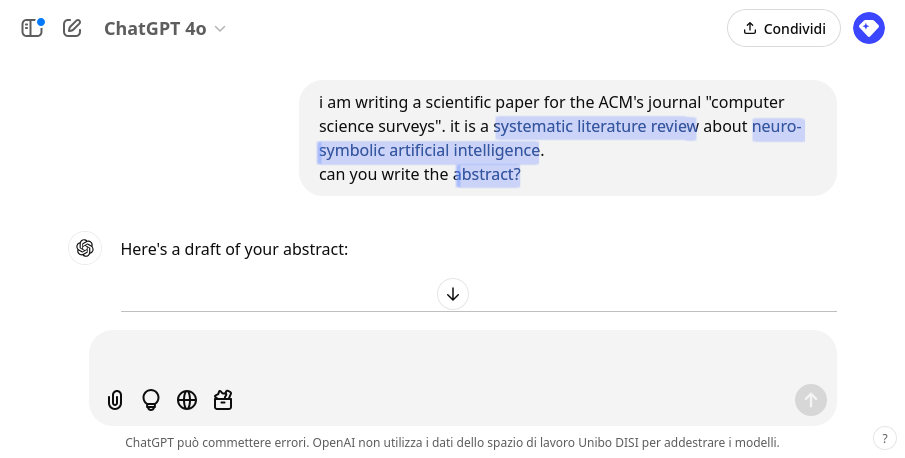 ChatGPT 4o
Condividi
i am writing a scientific paper for the ACM's journal "computer
science surveys". it is a systematic literature review about neuro-
symbolic artificial intelligence.
can you write the abstract?
Here's a draft of your abstract:
ChatGPT può commettere errori. OpenAI non utilizza i dati dello spazio di lavoro Unibo DISI per addestrare i modelli.
?